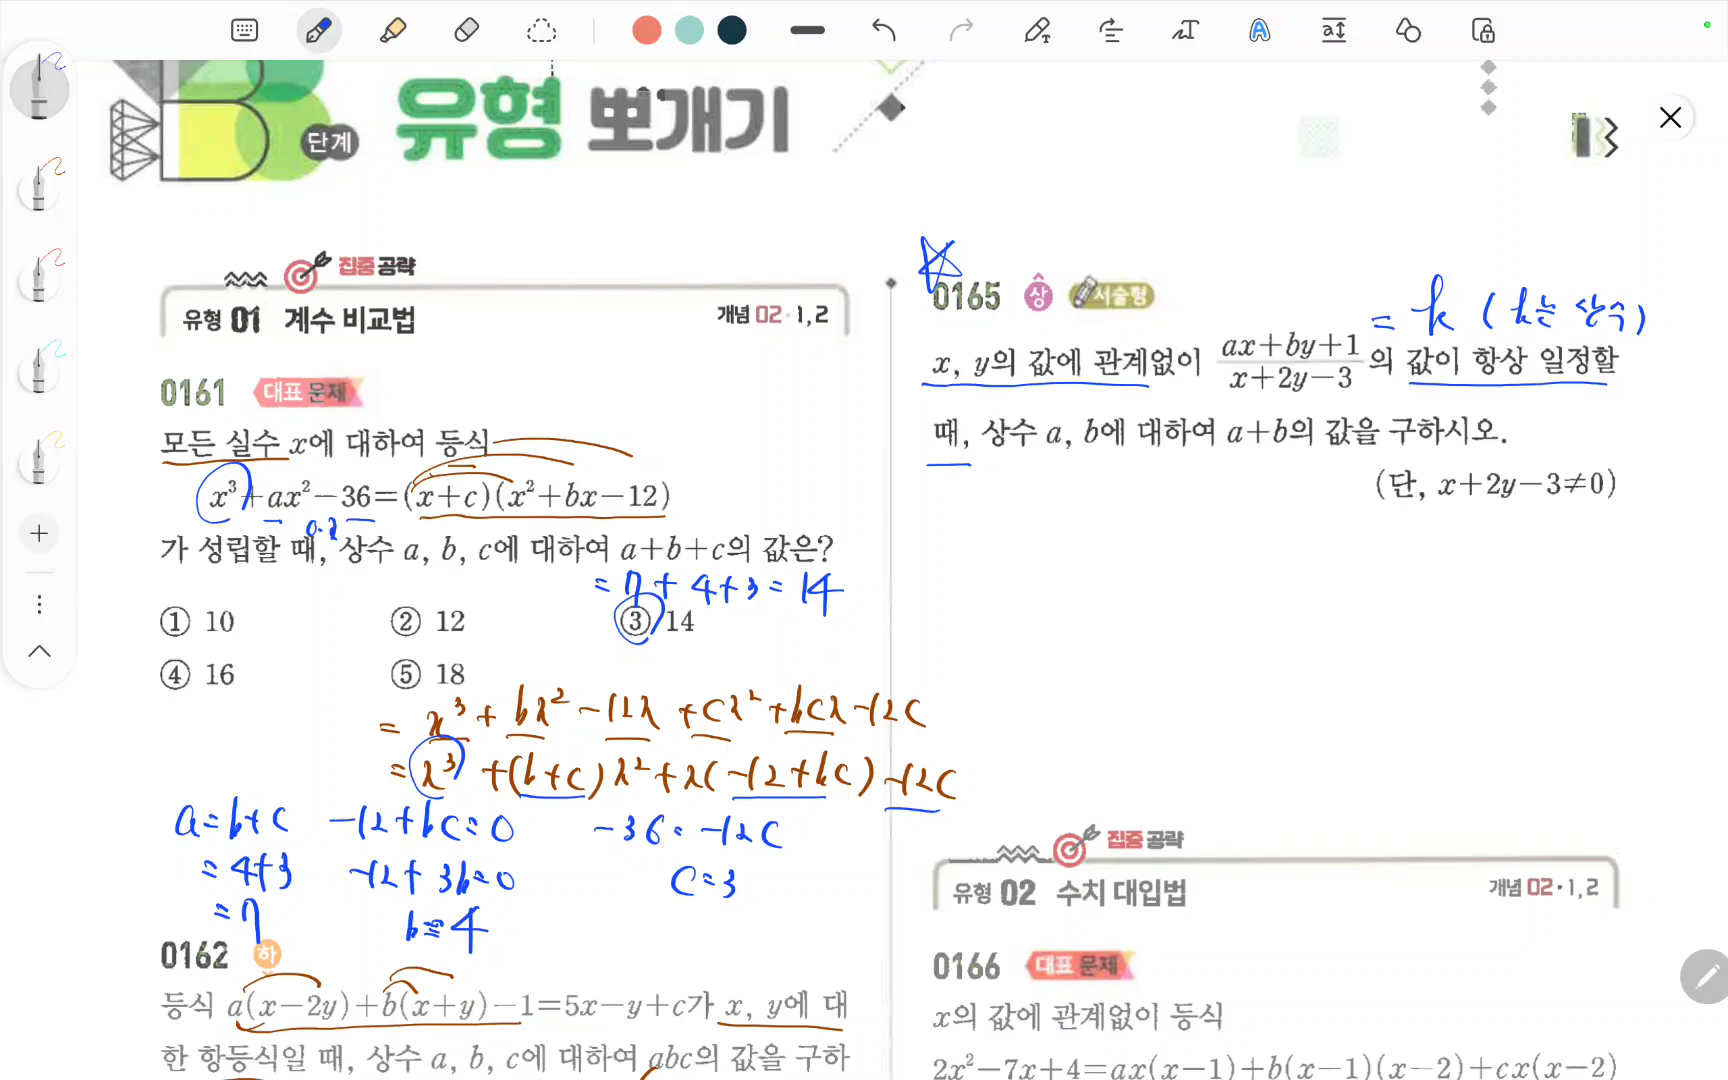 B단계 유형 뽀개기
집중 공략
유형 01 계수 비교법 개념 02·1, 2
0161 대표 문제
모든 실수 x에 대하여 등식
x³+ax²−36=(x+c)(x²+bx−12)
0·x
가 성립할 때, 상수 a, b, c에 대하여 a+b+c의 값은?
= 7+4+3=14
① 10 ② 12 ③ 14
④ 16 ⑤ 18
= x³+bx²−12x+cx²+bcx−12c
= x³+(b+c)x²+x(−12+bc)−12c
a=b+c −12+bc=0 −36=−12c
=4+3 −12+3b=0 c=3
=7 b=4
0162 하
등식 a(x−2y)+b(x+y)−1=5x−y+c가 x, y에 대
한 항등식일 때, 상수 a, b, c에 대하여 abc의 값을 구하
0165 상 서술형
= k (k는 상수)
x, y의 값에 관계없이 (ax+by+1)/(x+2y−3)의 값이 항상 일정할
때, 상수 a, b에 대하여 a+b의 값을 구하시오.
(단, x+2y−3≠0)
집중 공략
유형 02 수치 대입법 개념 02·1, 2
0166 대표 문제
x의 값에 관계없이 등식
2x²−7x+4=ax(x−1)+b(x−1)(x−2)+cx(x−2)